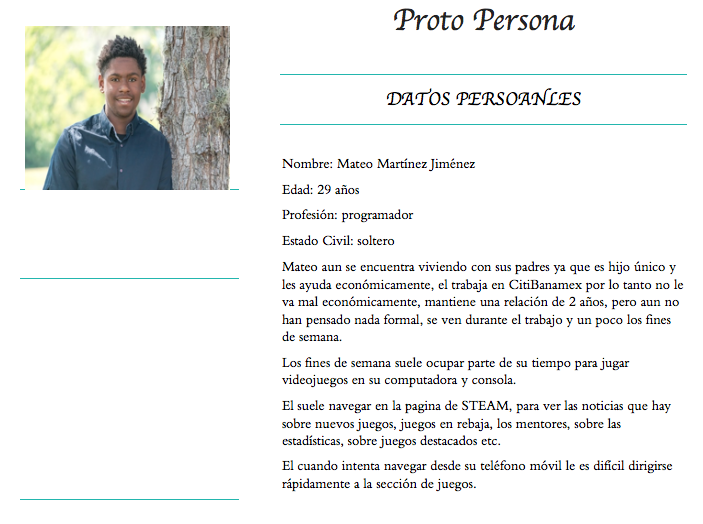 Proto Persona
DATOS PERSOANLES
Nombre: Mateo Martínez Jiménez
Edad: 29 años
Profesión: programador
Estado Civil: soltero
Mateo aun se encuentra viviendo con sus padres ya que es hijo único y
les ayuda económicamente, el trabaja en CitiBanamex por lo tanto no le
va mal económicamente, mantiene una relación de 2 años, pero aun no
han pensado nada formal, se ven durante el trabajo y un poco los fines
de semana.
Los fines de semana suele ocupar parte de su tiempo para jugar
videojuegos en su computadora y consola.
El suele navegar en la pagina de STEAM, para ver las noticias que hay
sobre nuevos juegos, juegos en rebaja, los mentores, sobre las
estadísticas, sobre juegos destacados etc.
El cuando intenta navegar desde su teléfono móvil le es difícil dirigirse
rápidamente a la sección de juegos.